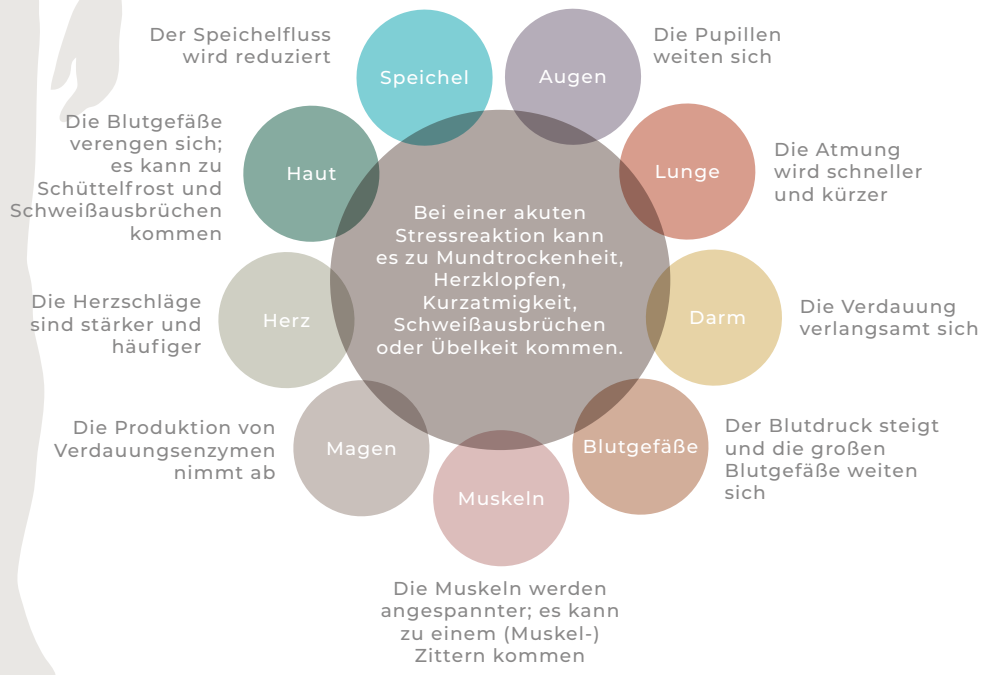 Der Speichelfluss
wird reduziert
Speichel
Augen
Die Pupillen
weiten sich
Die Blutgefäße
verengen sich;
es kann zu
Schüttelfrost und
Schweißausbrüchen
kommen
Haut
Lunge
Die Atmung
wird schneller
und kürzer
Bei einer akuten
Stressreaktion kann
es zu Mundtrockenheit,
Herzklopfen,
Kurzatmigkeit,
Schweißausbrüchen
oder Übelkeit kommen.
Die Herzschläge
sind stärker und
häufiger
Herz
Darm
Die Verdauung
verlangsamt sich
Die Produktion von
Verdauungsenzymen
nimmt ab
Magen
Blutgefäße
Der Blutdruck steigt
und die großen
Blutgefäße weiten
sich
Muskeln
Die Muskeln werden
angespannter; es kann
zu einem (Muskel-)
Zittern kommen